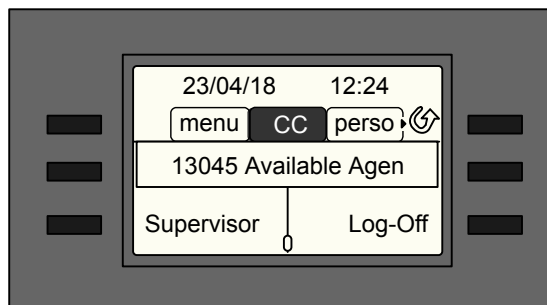 23/04/18 12:24
menu CC perso
13045 Available Agen
Supervisor Log-Off